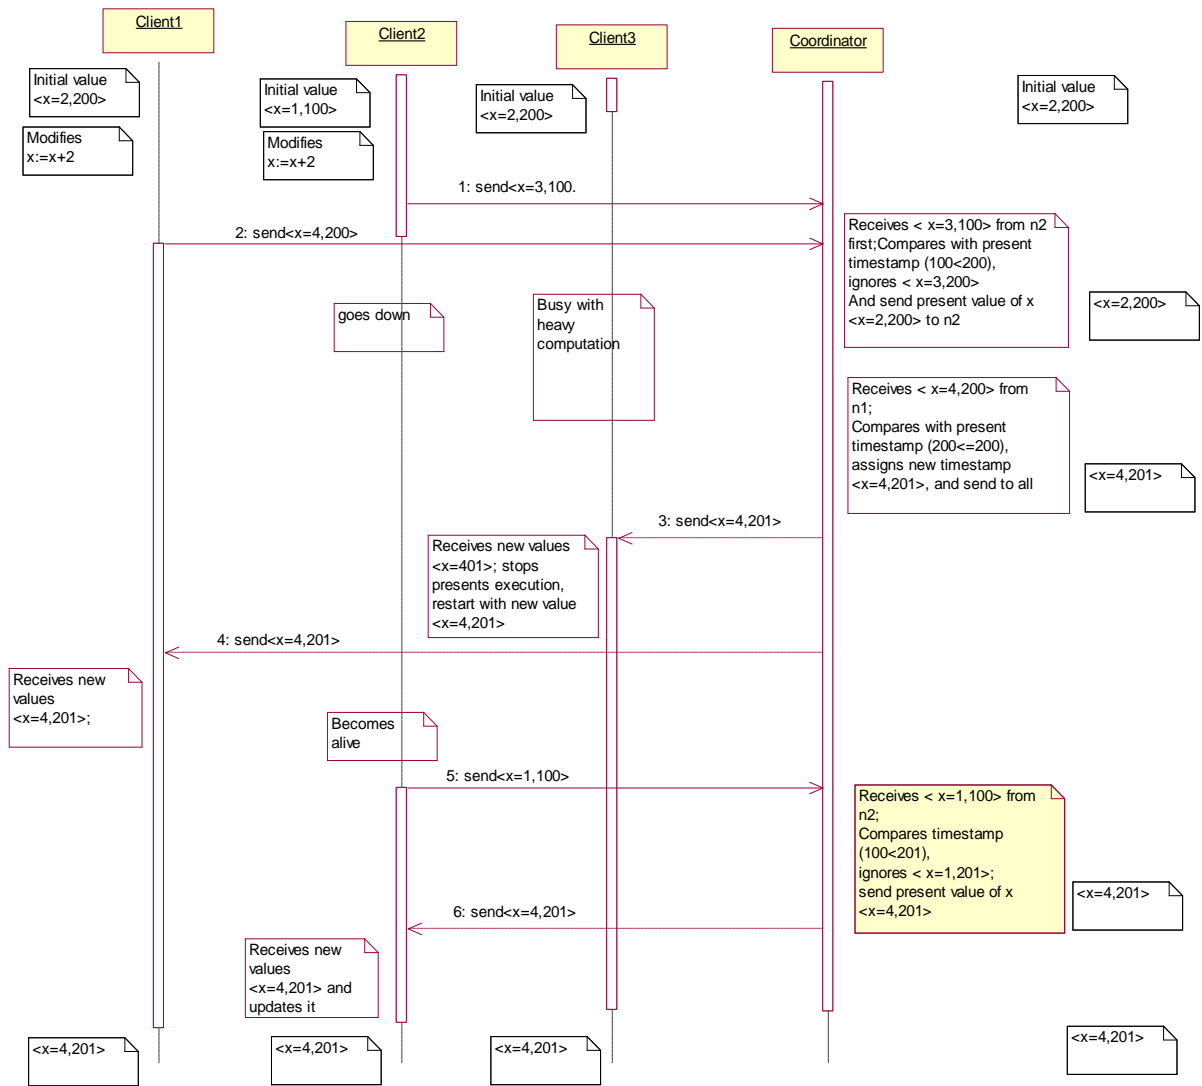 Client1
Client2
Client3
Coordinator
Initial value
<x=2,200>
Initial value
<x=1,100>
Initial value
<x=2,200>
Initial value
<x=2,200>
Modifies
x:=x+2
Modifies
x:=x+2
1: send<x=3,100.
2: send<x=4,200>
Receives < x=3,100> from n2
first;Compares with present
timestamp (100<200),
ignores < x=3,200>
And send present value of x
<x=2,200> to n2
<x=2,200>
goes down
Busy with
heavy
computation
Receives < x=4,200> from
n1;
Compares with present
timestamp (200<=200),
assigns new timestamp
<x=4,201>, and send to all
<x=4,201>
3: send<x=4,201>
Receives new values
<x=401>; stops
presents execution,
restart with new value
<x=4,201>
4: send<x=4,201>
Receives new
values
<x=4,201>;
Becomes
alive
5: send<x=1,100>
Receives < x=1,100> from
n2;
Compares timestamp
(100<201),
ignores < x=1,201>;
send present value of x
<x=4,201>
<x=4,201>
6: send<x=4,201>
Receives new
values
<x=4,201> and
updates it
<x=4,201>
<x=4,201>
<x=4,201>
<x=4,201>